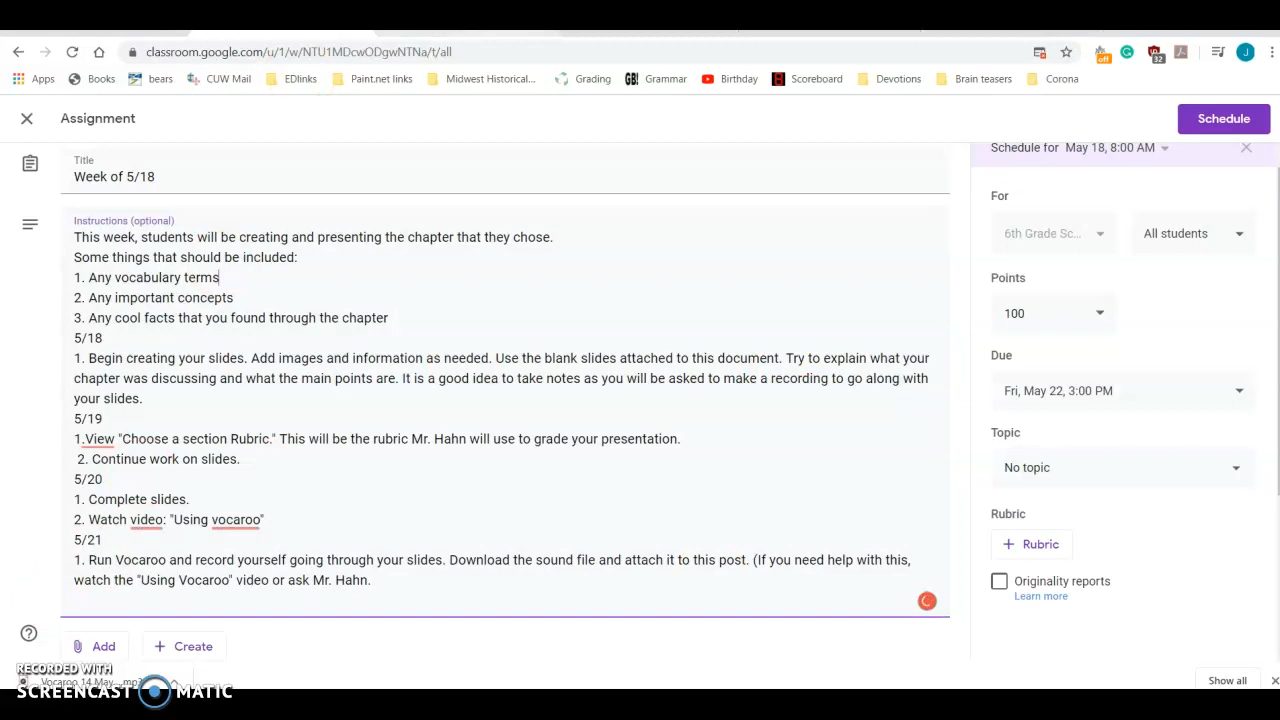 classroom.google.com/u/1/w/NTU1MDcwODgwNTNa/t/all
Apps Books bears CUW Mail EDlinks Paint.net links Midwest Historical... Grading GB! Grammar Birthday Scoreboard Devotions Brain teasers Corona
off 32 J
Assignment
Schedule
Schedule for May 18, 8:00 AM
Title
Week of 5/18
Instructions (optional)
This week, students will be creating and presenting the chapter that they chose.
Some things that should be included:
1. Any vocabulary terms
2. Any important concepts
3. Any cool facts that you found through the chapter
5/18
1. Begin creating your slides. Add images and information as needed. Use the blank slides attached to this document. Try to explain what your
chapter was discussing and what the main points are. It is a good idea to take notes as you will be asked to make a recording to go along with
your slides.
5/19
1.View "Choose a section Rubric." This will be the rubric Mr. Hahn will use to grade your presentation.
2. Continue work on slides.
5/20
1. Complete slides.
2. Watch video: "Using vocaroo"
5/21
1. Run Vocaroo and record yourself going through your slides. Download the sound file and attach it to this post. (If you need help with this,
watch the "Using Vocaroo" video or ask Mr. Hahn.
Add
Create
For
6th Grade Sc...
All students
Points
100
Due
Fri, May 22, 3:00 PM
Topic
No topic
Rubric
+ Rubric
Originality reports
Learn more
RECORDED WITH
Vocaroo 14 May....mp3
SCREENCAST MATIC
Show all